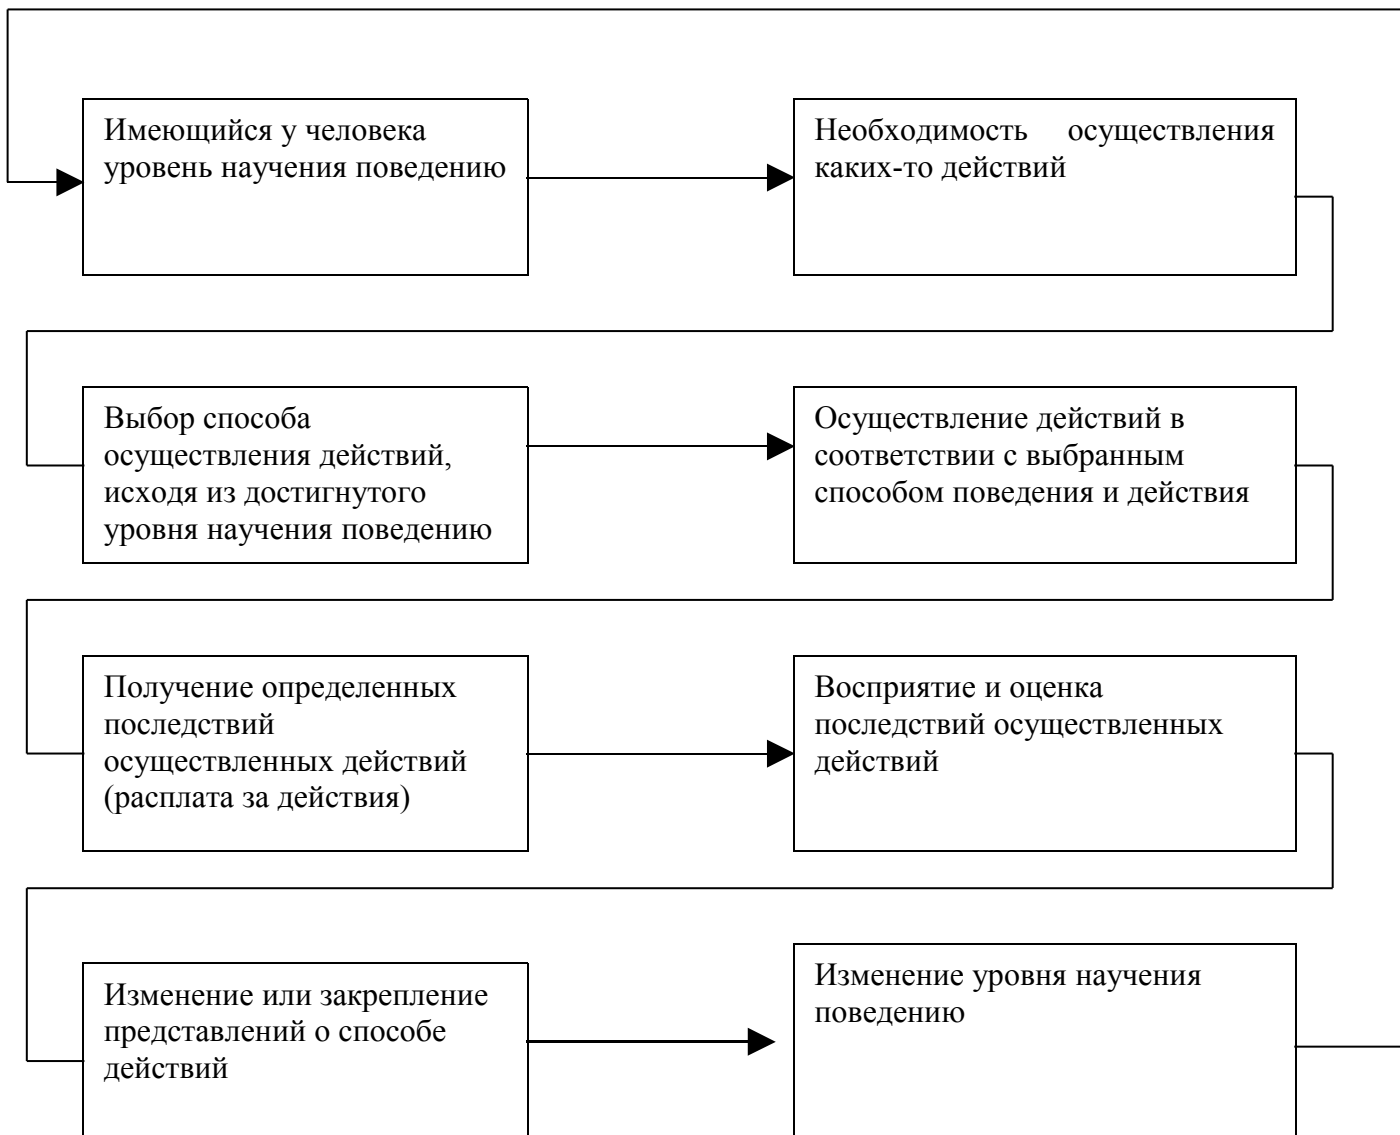 Имеющийся у человека
уровень научения поведению
Необходимость осуществления
каких-то действий
Выбор способа
осуществления действий,
исходя из достигнутого
уровня научения поведению
Осуществление действий в
соответствии с выбранным
способом поведения и действия
Получение определенных
последствий
осуществленных действий
(расплата за действия)
Восприятие и оценка
последствий осуществленных
действий
Изменение или закрепление
представлений о способе
действий
Изменение уровня научения
поведению